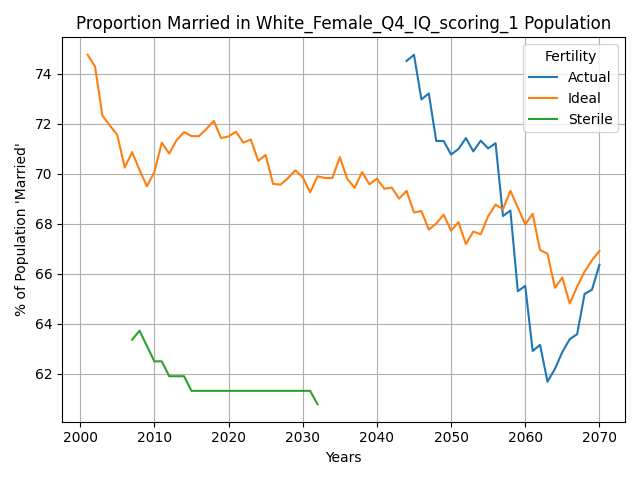 Proportion Married in White_Female_Q4_IQ_scoring_1 Population
Fertility
Actual
Ideal
Sterile
% of Population 'Married'
74
72
70
68
66
64
62
2000 2010 2020 2030 2040 2050 2060 2070
Years